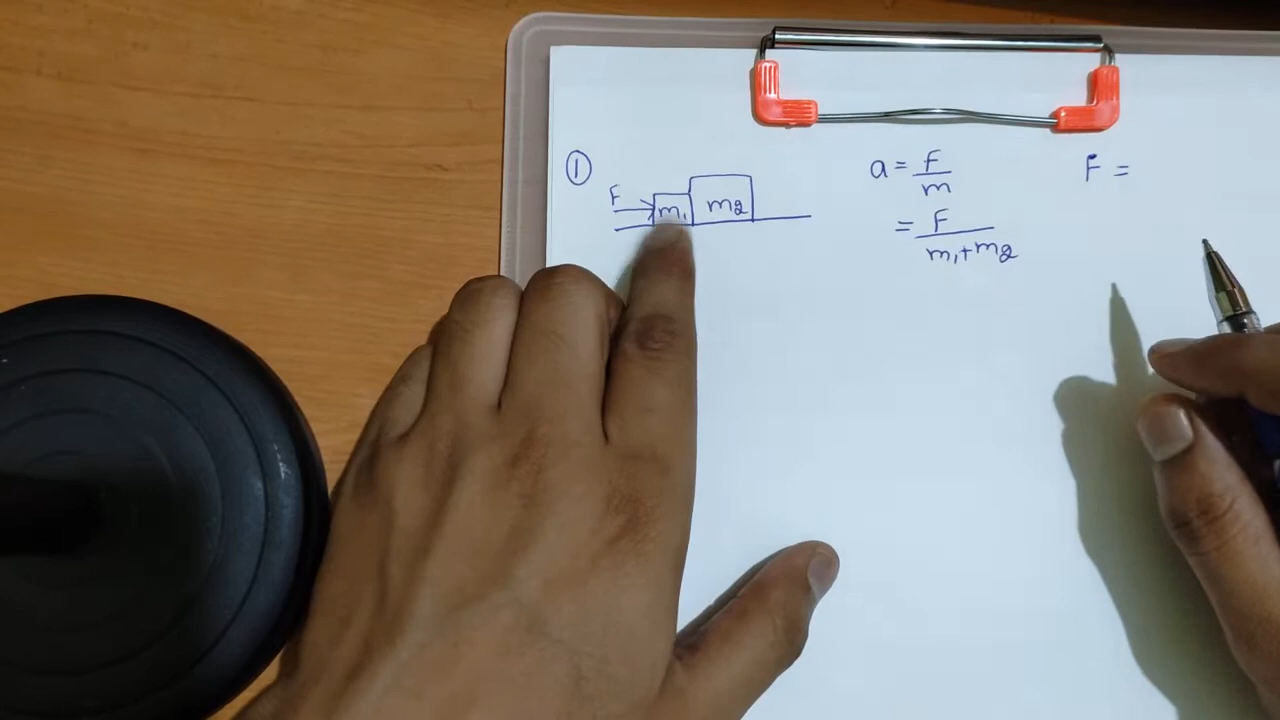 ①
F
m₁ m₂
a = F/m
= F/(m₁+m₂)
F =